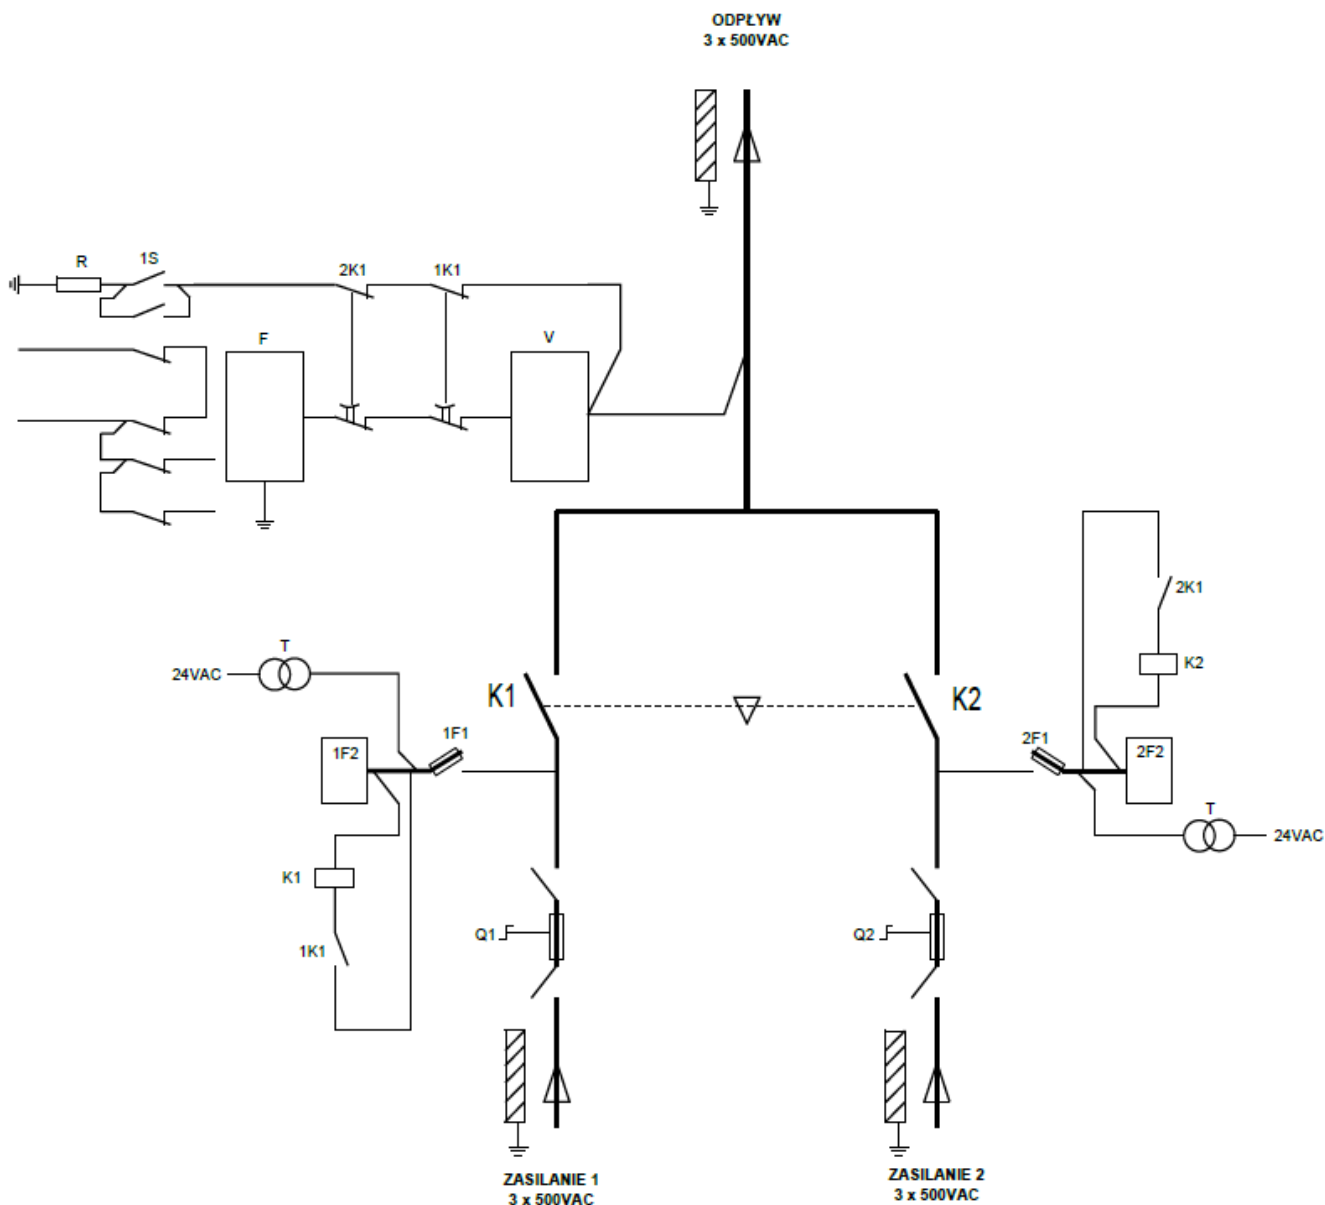 ODPŁYW
3 x 500VAC
R
1S
2K1
1K1
F
V
2K1
K2
T
24VAC
K1
K2
1F1
2F1
1F2
2F2
T
24VAC
K1
1K1
Q1
Q2
ZASILANIE 1
3 x 500VAC
ZASILANIE 2
3 x 500VAC